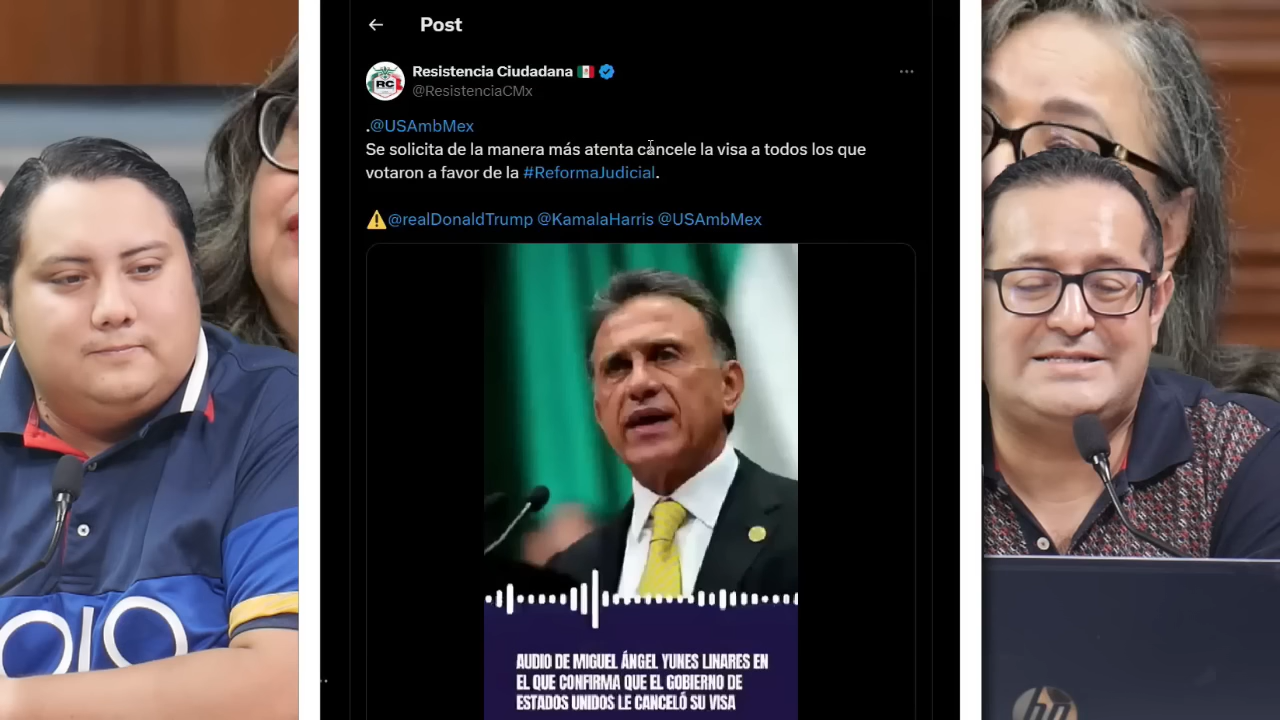 Post
Resistencia Ciudadana
RC
@ResistenciaCMx
.@USAmbMex
Se solicita de la manera más atenta cancele la visa a todos los que
votaron a favor de la #ReformaJudicial.
⚠️@realDonaldTrump @KamalaHarris @USAmbMex
AUDIO DE MIGUEL ÁNGEL YUNES LINARES EN
EL QUE CONFIRMA QUE EL GOBIERNO DE
ESTADOS UNIDOS LE CANCELÓ SU VISA
hp